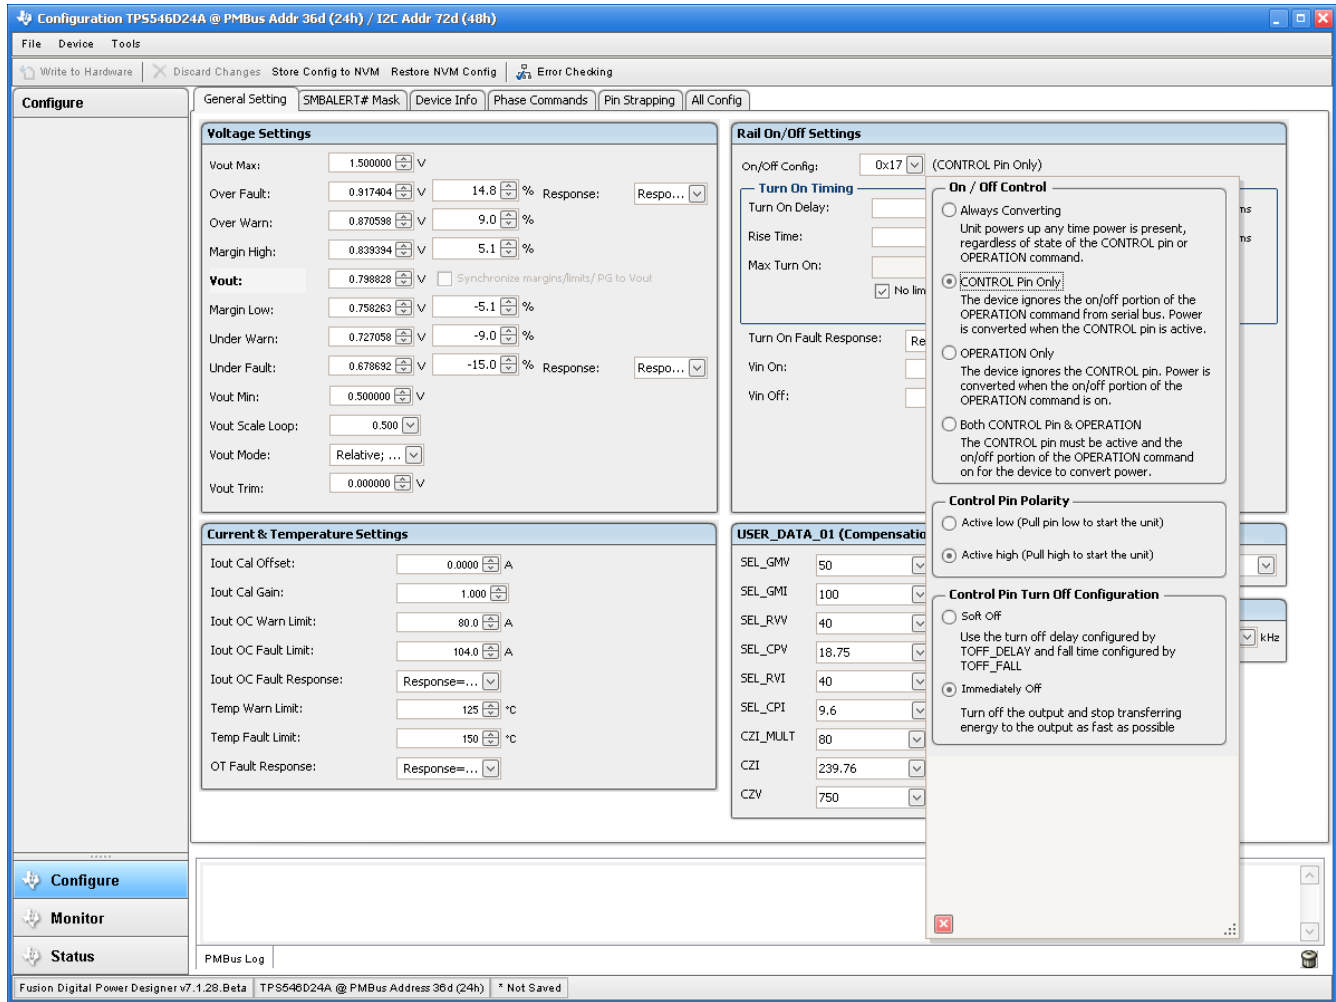 Configuration TPS546D24A @ PMBus Addr 36d (24h) / I2C Addr 72d (48h)
File Device Tools
Write to Hardware Discard Changes Store Config to NVM Restore NVM Config Error Checking
Configure
General Setting SMBALERT# Mask Device Info Phase Commands Pin Strapping All Config
Voltage Settings
Vout Max: 1.500000 V
Over Fault: 0.917404 V 14.8 % Response: Respo...
Over Warn: 0.870598 V 9.0 %
Margin High: 0.839394 V 5.1 %
Vout: 0.798828 V Synchronize margins/limits/ PG to Vout
Margin Low: 0.758263 V -5.1 %
Under Warn: 0.727058 V -9.0 %
Under Fault: 0.678692 V -15.0 % Response: Respo...
Vout Min: 0.500000 V
Vout Scale Loop: 0.500
Vout Mode: Relative; ...
Vout Trim: 0.000000 V
Rail On/Off Settings
On/Off Config: 0x17 (CONTROL Pin Only)
Turn On Timing
Turn On Delay: ms
Rise Time: ms
Max Turn On:
No lim
Turn On Fault Response: Re
Vin On:
Vin Off:
On / Off Control
Always Converting
Unit powers up any time power is present,
regardless of state of the CONTROL pin or
OPERATION command.
CONTROL Pin Only
The device ignores the on/off portion of the
OPERATION command from serial bus. Power
is converted when the CONTROL pin is active.
OPERATION Only
The device ignores the CONTROL pin. Power is
converted when the on/off portion of the
OPERATION command is on.
Both CONTROL Pin & OPERATION
The CONTROL pin must be active and the
on/off portion of the OPERATION command
on for the device to convert power.
Control Pin Polarity
Active low (Pull pin low to start the unit)
Active high (Pull high to start the unit)
Control Pin Turn Off Configuration
Soft Off
Use the turn off delay configured by
TOFF_DELAY and fall time configured by
TOFF_FALL
Immediately Off
Turn off the output and stop transferring
energy to the output as fast as possible
kHz
Current & Temperature Settings
Iout Cal Offset: 0.0000 A
Iout Cal Gain: 1.000
Iout OC Warn Limit: 80.0 A
Iout OC Fault Limit: 104.0 A
Iout OC Fault Response: Response=...
Temp Warn Limit: 125 °C
Temp Fault Limit: 150 °C
OT Fault Response: Response=...
USER_DATA_01 (Compensatio
SEL_GMV 50
SEL_GMI 100
SEL_RVV 40
SEL_CPV 18.75
SEL_RVI 40
SEL_CPI 9.6
CZI_MULT 80
CZI 239.76
CZV 750
Configure
Monitor
Status
PMBus Log
Fusion Digital Power Designer v7.1.28.Beta TPS546D24A @ PMBus Address 36d (24h) * Not Saved